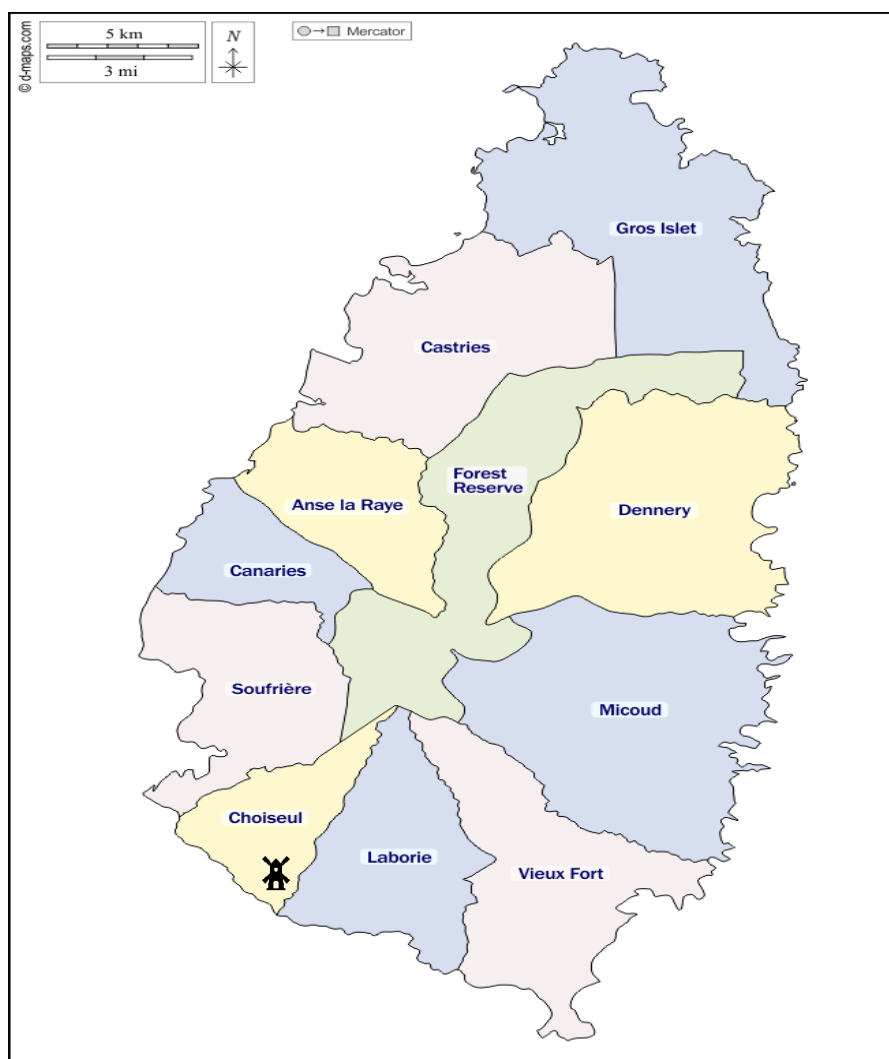 5 km
3 mi
N
Mercator
© d-maps.com
Gros Islet
Castries
Forest
Reserve
Anse la Raye
Dennery
Canaries
Soufrière
Micoud
Choiseul
Laborie
Vieux Fort